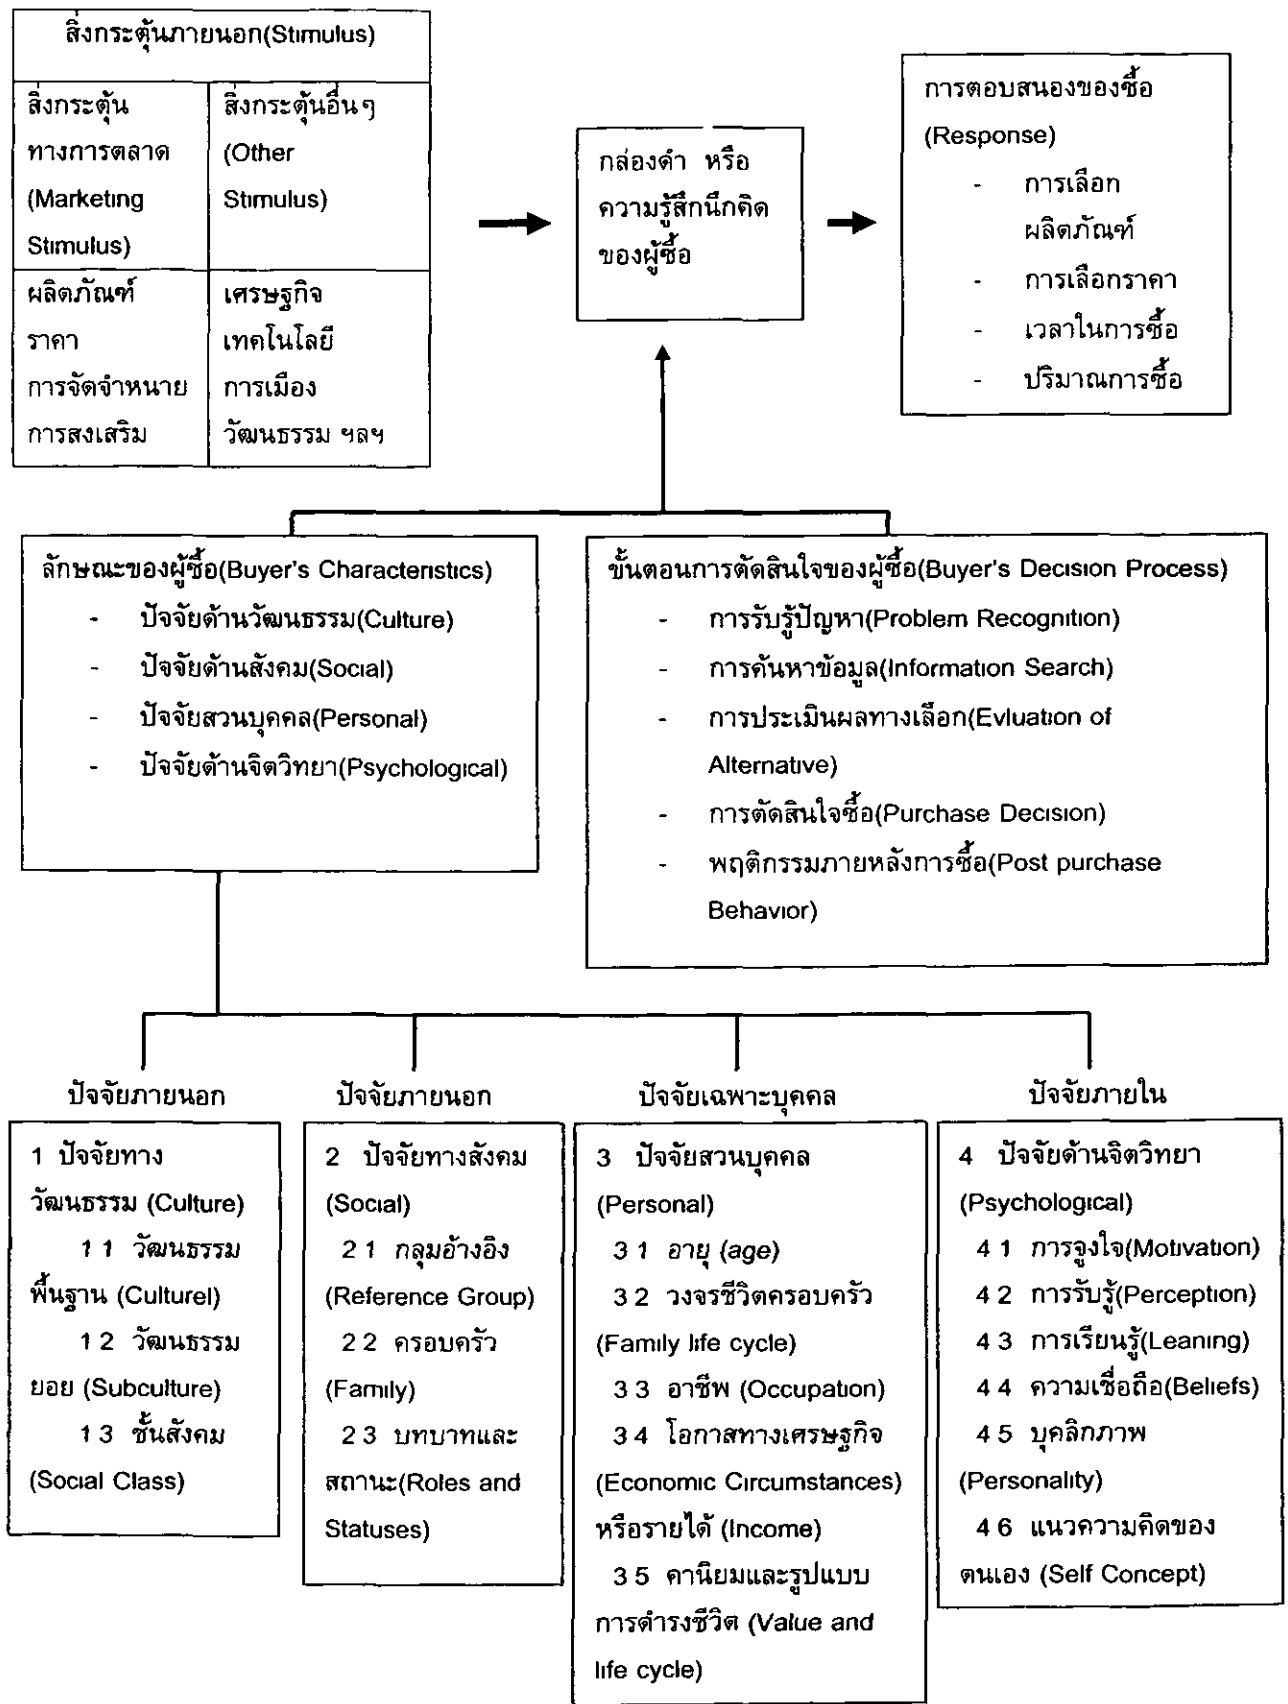 สิ่งกระตุ้นภายนอก(Stimulus)
สิ่งกระตุ้น
ทางการตลาด
(Marketing
Stimulus)
สิ่งกระตุ้นอื่นๆ
(Other
Stimulus)
ผลิตภัณฑ์
ราคา
การจัดจำหน่าย
การสงเสริม
เศรษฐกิจ
เทคโนโลยี
การเมือง
วัฒนธรรม ฯลฯ
กล่องดำ หรือ
ความรู้สึกนึกคิด
ของผู้ซื้อ
การตอบสนองของซื้อ
(Response)
- การเลือก
ผลิตภัณฑ์
- การเลือกราคา
- เวลาในการซื้อ
- ปริมาณการซื้อ
ลักษณะของผู้ซื้อ(Buyer's Characteristics)
- ปัจจัยด้านวัฒนธรรม(Culture)
- ปัจจัยด้านสังคม(Social)
- ปัจจัยสวนบุคคล(Personal)
- ปัจจัยด้านจิตวิทยา(Psychological)
ขั้นตอนการตัดสินใจของผู้ซื้อ(Buyer's Decision Process)
- การรับรู้ปัญหา(Problem Recognition)
- การค้นหาข้อมูล(Information Search)
- การประเมินผลทางเลือก(Evluation of
Alternative)
- การตัดสินใจซื้อ(Purchase Decision)
- พฤติกรรมภายหลังการซื้อ(Post purchase
Behavior)
ปัจจัยภายนอก
1 ปัจจัยทาง
วัฒนธรรม (Culture)
1 1 วัฒนธรรม
พื้นฐาน (Culturel)
1 2 วัฒนธรรม
ยอย (Subculture)
1 3 ชั้นสังคม
(Social Class)
ปัจจัยภายนอก
2 ปัจจัยทางสังคม
(Social)
2 1 กลุมอ้างอิง
(Reference Group)
2 2 ครอบครัว
(Family)
2 3 บทบาทและ
สถานะ(Roles and
Statuses)
ปัจจัยเฉพาะบุคคล
3 ปัจจัยสวนบุคคล
(Personal)
3 1 อายุ (age)
3 2 วงจรชีวิตครอบครัว
(Family life cycle)
3 3 อาชีพ (Occupation)
3 4 โอกาสทางเศรษฐกิจ
(Economic Circumstances)
หรือรายได้ (Income)
3 5 คานิยมและรูปแบบ
การดำรงชีวิต (Value and
life cycle)
ปัจจัยภายใน
4 ปัจจัยด้านจิตวิทยา
(Psychological)
4 1 การจูงใจ(Motivation)
4 2 การรับรู้(Perception)
4 3 การเรียนรู้(Leaning)
4 4 ความเชื่อถือ(Beliefs)
4 5 บุคลิกภาพ
(Personality)
4 6 แนวความคิดของ
ตนเอง (Self Concept)